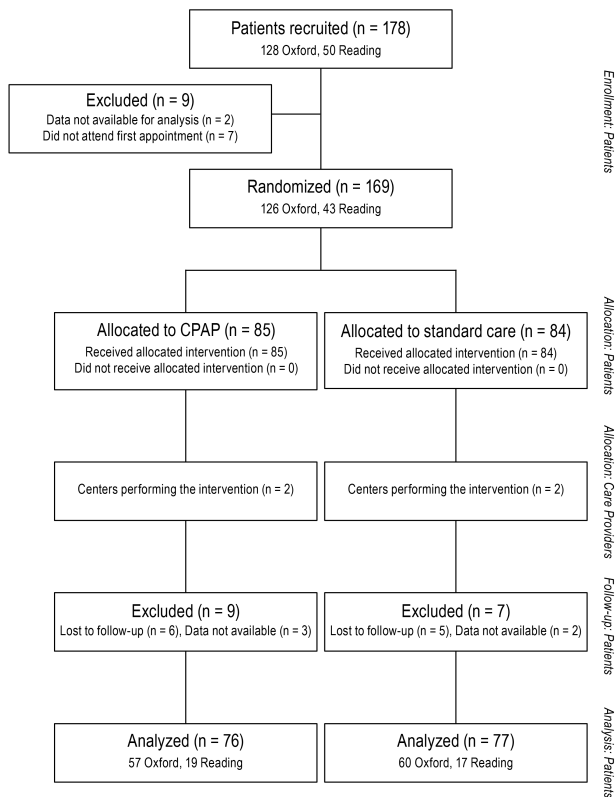 Patients recruited (n = 178)
128 Oxford, 50 Reading
Enrollment: Patients
Excluded (n = 9)
Data not available for analysis (n = 2)
Did not attend first appointment (n = 7)
Randomized (n = 169)
126 Oxford, 43 Reading
Allocated to CPAP (n = 85)
Received allocated intervention (n = 85)
Did not receive allocated intervention (n = 0)
Allocated to standard care (n = 84)
Received allocated intervention (n = 84)
Did not receive allocated intervention (n = 0)
Allocation: Patients
Centers performing the intervention (n = 2)
Centers performing the intervention (n = 2)
Allocation: Care Providers
Excluded (n = 9)
Lost to follow-up (n = 6), Data not available (n = 3)
Excluded (n = 7)
Lost to follow-up (n = 5), Data not available (n = 2)
Follow-up: Patients
Analyzed (n = 76)
57 Oxford, 19 Reading
Analyzed (n = 77)
60 Oxford, 17 Reading
Analysis: Patients